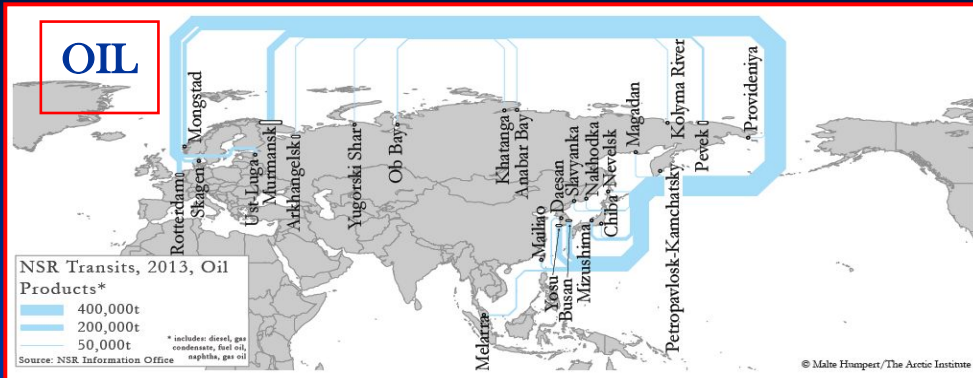 OIL
Mongstad
Rotterdam
Skagen
Ust-Luga
Murmansk
Arkhangelsk
Yugorski Shar
Ob Bay
Khatanga
Anabar Bay
Mailiao
Yosu
Daesan
Busan
Slavyanka
Mizushima
Nakhodka
Chiba
Nevelsk
Magadan
Kolyma River
Petropavlosk-Kamchatsky
Pevek
Provideniya
Melarra
NSR Transits, 2013, Oil
Products*
400,000t
200,000t
50,000t
* includes: diesel, gas
condensate, fuel oil,
naphtha, gas oil
Source: NSR Information Office
© Malte Humpert/The Arctic Institute